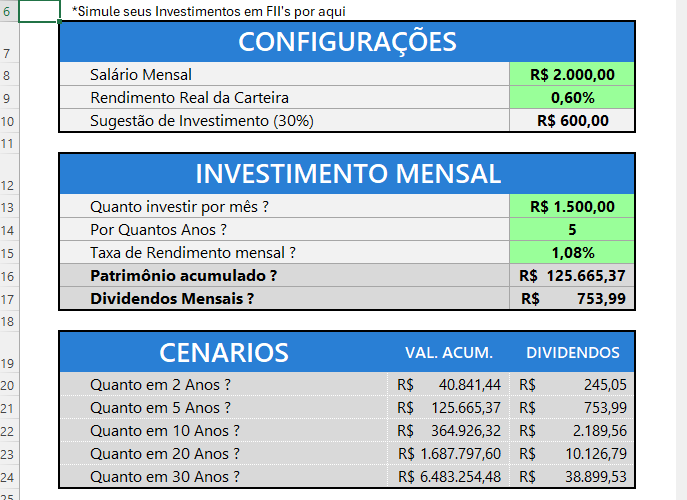 6 *Simule seus Investimentos em FII's por aqui
7 CONFIGURAÇÕES
8 Salário Mensal R$ 2.000,00
9 Rendimento Real da Carteira 0,60%
10 Sugestão de Investimento (30%) R$ 600,00
11
12 INVESTIMENTO MENSAL
13 Quanto investir por mês ? R$ 1.500,00
14 Por Quantos Anos ? 5
15 Taxa de Rendimento mensal ? 1,08%
16 Patrimônio acumulado ? R$ 125.665,37
17 Dividendos Mensais ? R$ 753,99
18
19 CENARIOS VAL. ACUM. DIVIDENDOS
20 Quanto em 2 Anos ? R$ 40.841,44 R$ 245,05
21 Quanto em 5 Anos ? R$ 125.665,37 R$ 753,99
22 Quanto em 10 Anos ? R$ 364.926,32 R$ 2.189,56
23 Quanto em 20 Anos ? R$ 1.687.797,60 R$ 10.126,79
24 Quanto em 30 Anos ? R$ 6.483.254,48 R$ 38.899,53
25